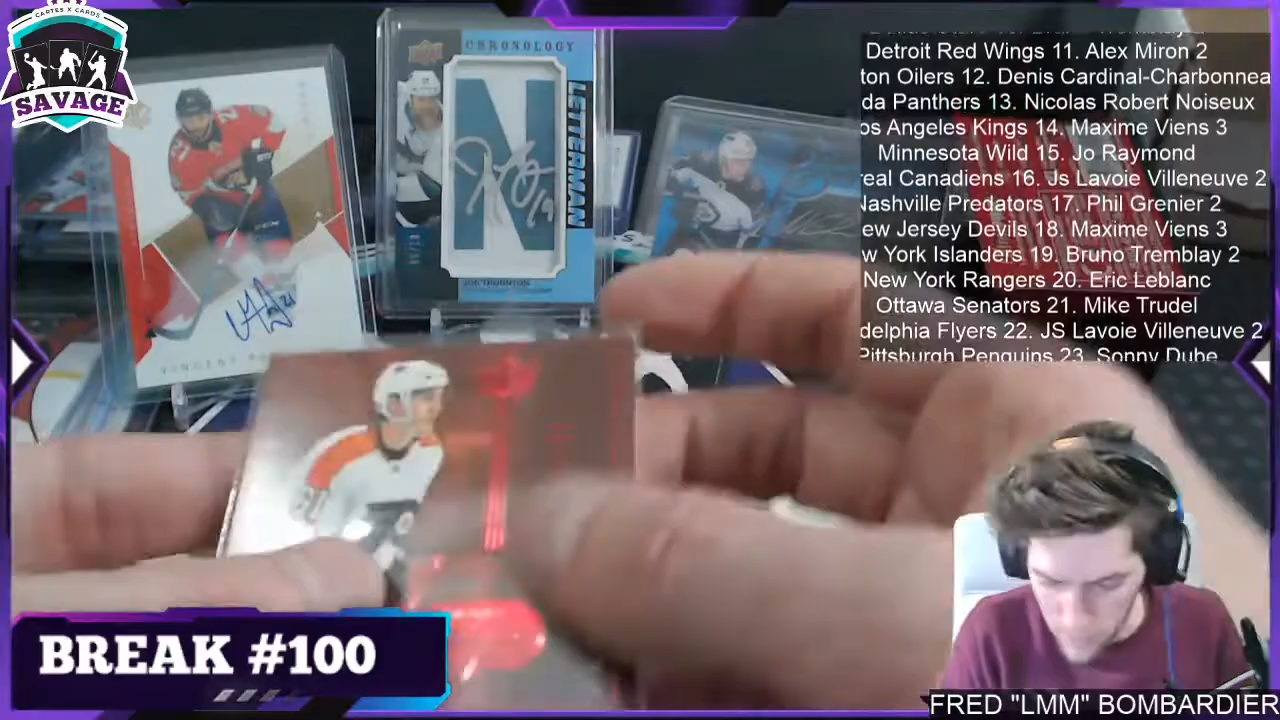 CARTES X CARDS
SAVAGE
CHRONOLOGY
N
LETTERMAN
JOE THORNTON
Detroit Red Wings 11. Alex Miron 2
ton Oilers 12. Denis Cardinal-Charbonnea
da Panthers 13. Nicolas Robert Noiseux
os Angeles Kings 14. Maxime Viens 3
Minnesota Wild 15. Jo Raymond
real Canadiens 16. Js Lavoie Villeneuve 2
Nashville Predators 17. Phil Grenier 2
ew Jersey Devils 18. Maxime Viens 3
w York Islanders 19. Bruno Tremblay 2
New York Rangers 20. Eric Leblanc
Ottawa Senators 21. Mike Trudel
delphia Flyers 22. JS Lavoie Villeneuve 2
Pittsburgh Penguins 23. Sonny Dube
BREAK #100
FRED "LMM" BOMBARDIER